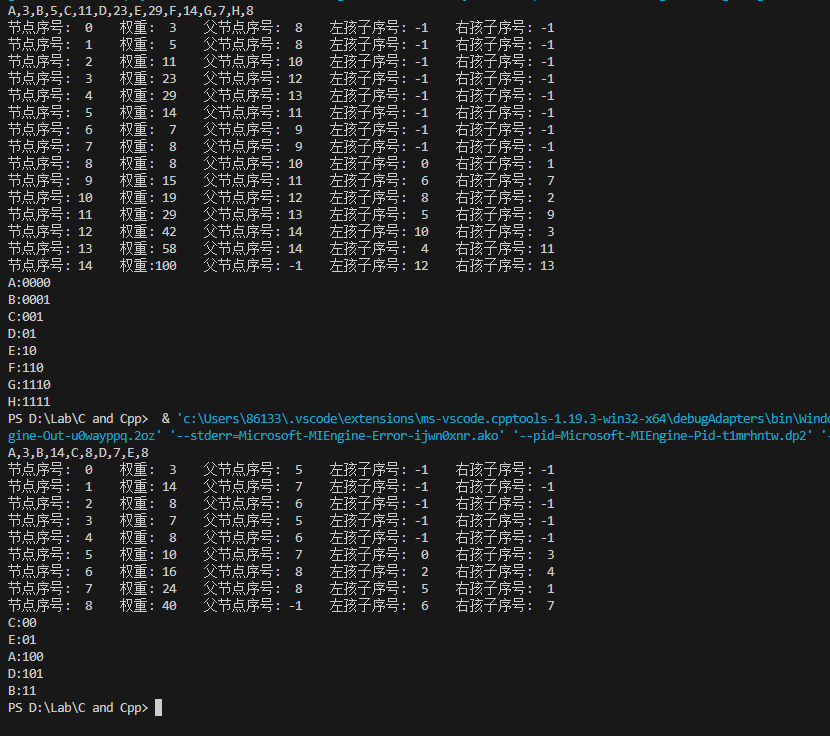 A,3,B,5,C,11,D,23,E,29,F,14,G,7,H,8
节点序号:  0   权重:  3   父节点序号:  8   左孩子序号: -1   右孩子序号: -1
节点序号:  1   权重:  5   父节点序号:  8   左孩子序号: -1   右孩子序号: -1
节点序号:  2   权重: 11   父节点序号: 10   左孩子序号: -1   右孩子序号: -1
节点序号:  3   权重: 23   父节点序号: 12   左孩子序号: -1   右孩子序号: -1
节点序号:  4   权重: 29   父节点序号: 13   左孩子序号: -1   右孩子序号: -1
节点序号:  5   权重: 14   父节点序号: 11   左孩子序号: -1   右孩子序号: -1
节点序号:  6   权重:  7   父节点序号:  9   左孩子序号: -1   右孩子序号: -1
节点序号:  7   权重:  8   父节点序号:  9   左孩子序号: -1   右孩子序号: -1
节点序号:  8   权重:  8   父节点序号: 10   左孩子序号:  0   右孩子序号:  1
节点序号:  9   权重: 15   父节点序号: 11   左孩子序号:  6   右孩子序号:  7
节点序号: 10   权重: 19   父节点序号: 12   左孩子序号:  8   右孩子序号:  2
节点序号: 11   权重: 29   父节点序号: 13   左孩子序号:  5   右孩子序号:  9
节点序号: 12   权重: 42   父节点序号: 14   左孩子序号: 10   右孩子序号:  3
节点序号: 13   权重: 58   父节点序号: 14   左孩子序号:  4   右孩子序号: 11
节点序号: 14   权重:100   父节点序号: -1   左孩子序号: 12   右孩子序号: 13
A:0000
B:0001
C:001
D:01
E:10
F:110
G:1110
H:1111
PS D:\Lab\C and Cpp>  & 'c:\Users\86133\.vscode\extensions\ms-vscode.cpptools-1.19.3-win32-x64\debugAdapters\bin\Windo
gine-Out-u0wayppq.2oz' '--stderr=Microsoft-MIEngine-Error-ijwn0xnr.ako' '--pid=Microsoft-MIEngine-Pid-t1mrhntw.dp2' '-
A,3,B,14,C,8,D,7,E,8
节点序号:  0   权重:  3   父节点序号:  5   左孩子序号: -1   右孩子序号: -1
节点序号:  1   权重: 14   父节点序号:  7   左孩子序号: -1   右孩子序号: -1
节点序号:  2   权重:  8   父节点序号:  6   左孩子序号: -1   右孩子序号: -1
节点序号:  3   权重:  7   父节点序号:  5   左孩子序号: -1   右孩子序号: -1
节点序号:  4   权重:  8   父节点序号:  6   左孩子序号: -1   右孩子序号: -1
节点序号:  5   权重: 10   父节点序号:  7   左孩子序号:  0   右孩子序号:  3
节点序号:  6   权重: 16   父节点序号:  8   左孩子序号:  2   右孩子序号:  4
节点序号:  7   权重: 24   父节点序号:  8   左孩子序号:  5   右孩子序号:  1
节点序号:  8   权重: 40   父节点序号: -1   左孩子序号:  6   右孩子序号:  7
C:00
E:01
A:100
D:101
B:11
PS D:\Lab\C and Cpp>